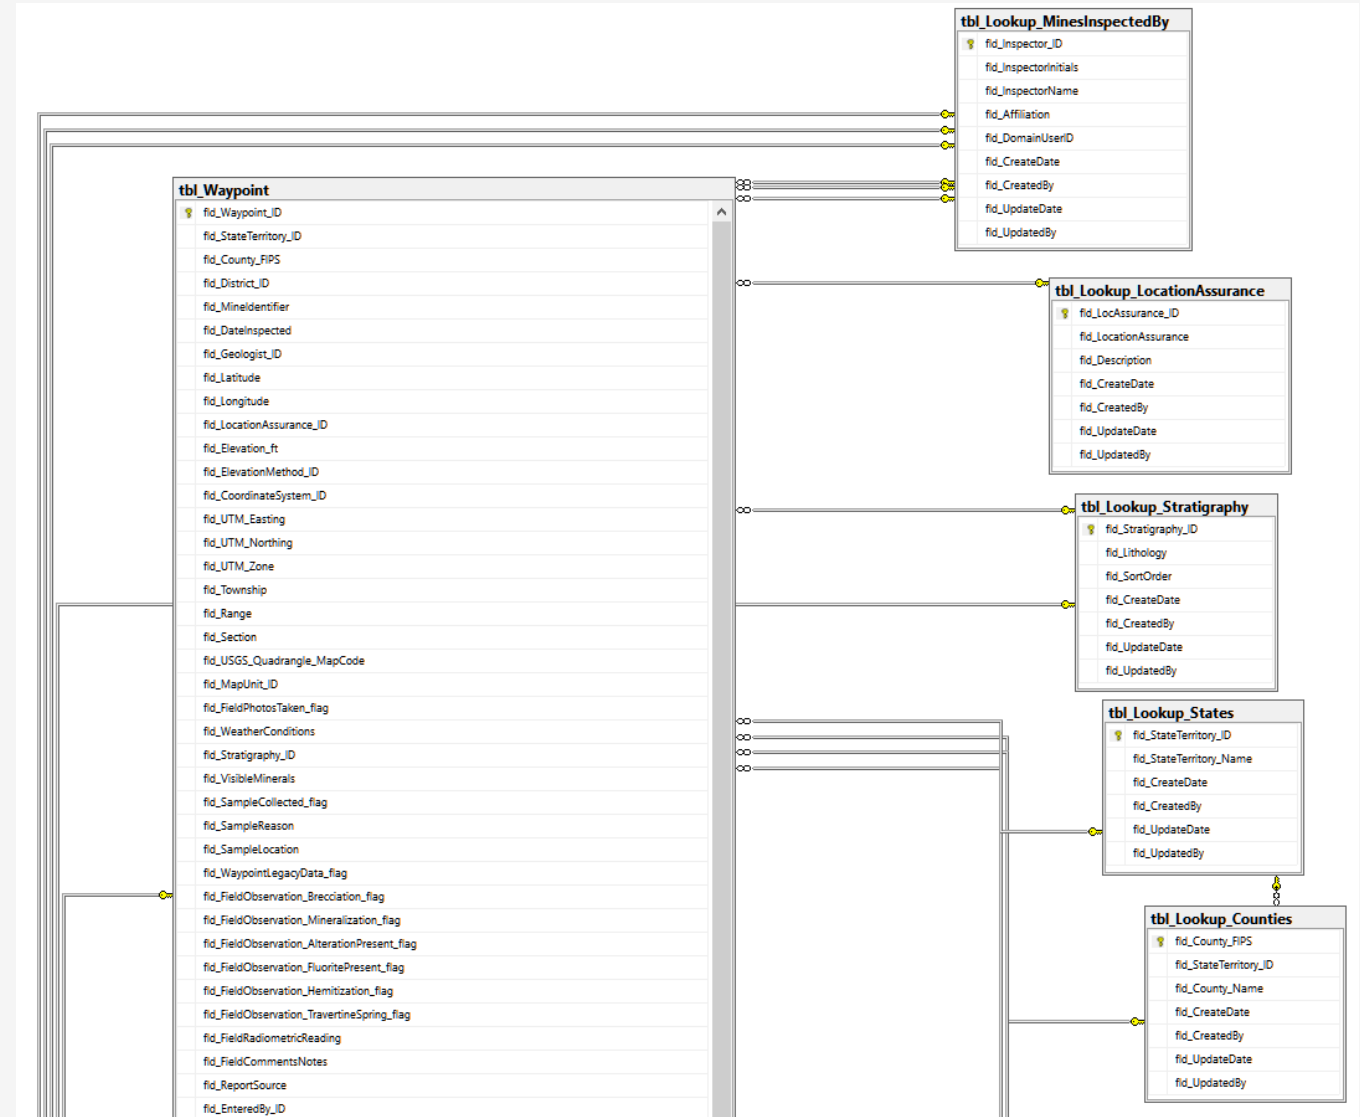 tbl_Lookup_MinesInspectedBy
fld_Inspector_ID
fld_InspectorInitials
fld_InspectorName
fld_Affiliation
fld_DomainUserID
fld_CreateDate
fld_CreatedBy
fld_UpdateDate
fld_UpdatedBy
tbl_Waypoint
fld_Waypoint_ID
fld_StateTerritory_ID
fld_County_FIPS
fld_District_ID
fld_MineIdentifier
fld_DateInspected
fld_Geologist_ID
fld_Latitude
fld_Longitude
fld_LocationAssurance_ID
fld_Elevation_ft
fld_ElevationMethod_ID
fld_CoordinateSystem_ID
fld_UTM_Easting
fld_UTM_Northing
fld_UTM_Zone
fld_Township
fld_Range
fld_Section
fld_USGS_Quadrangle_MapCode
fld_MapUnit_ID
fld_FieldPhotosTaken_flag
fld_WeatherConditions
fld_Stratigraphy_ID
fld_VisibleMinerals
fld_SampleCollected_flag
fld_SampleReason
fld_SampleLocation
fld_WaypointLegacyData_flag
fld_FieldObservation_Brecciation_flag
fld_FieldObservation_Mineralization_flag
fld_FieldObservation_AlterationPresent_flag
fld_FieldObservation_FluoritePresent_flag
fld_FieldObservation_Hemitization_flag
fld_FieldObservation_TravertineSpring_flag
fld_FieldRadiometricReading
fld_FieldCommentsNotes
fld_ReportSource
fld_EnteredBy_ID
tbl_Lookup_LocationAssurance
fld_LocAssurance_ID
fld_LocationAssurance
fld_Description
fld_CreateDate
fld_CreatedBy
fld_UpdateDate
fld_UpdatedBy
tbl_Lookup_Stratigraphy
fld_Stratigraphy_ID
fld_Lithology
fld_SortOrder
fld_CreateDate
fld_CreatedBy
fld_UpdateDate
fld_UpdatedBy
tbl_Lookup_States
fld_StateTerritory_ID
fld_StateTerritory_Name
fld_CreateDate
fld_CreatedBy
fld_UpdateDate
fld_UpdatedBy
tbl_Lookup_Counties
fld_County_FIPS
fld_StateTerritory_ID
fld_County_Name
fld_CreateDate
fld_CreatedBy
fld_UpdateDate
fld_UpdatedBy